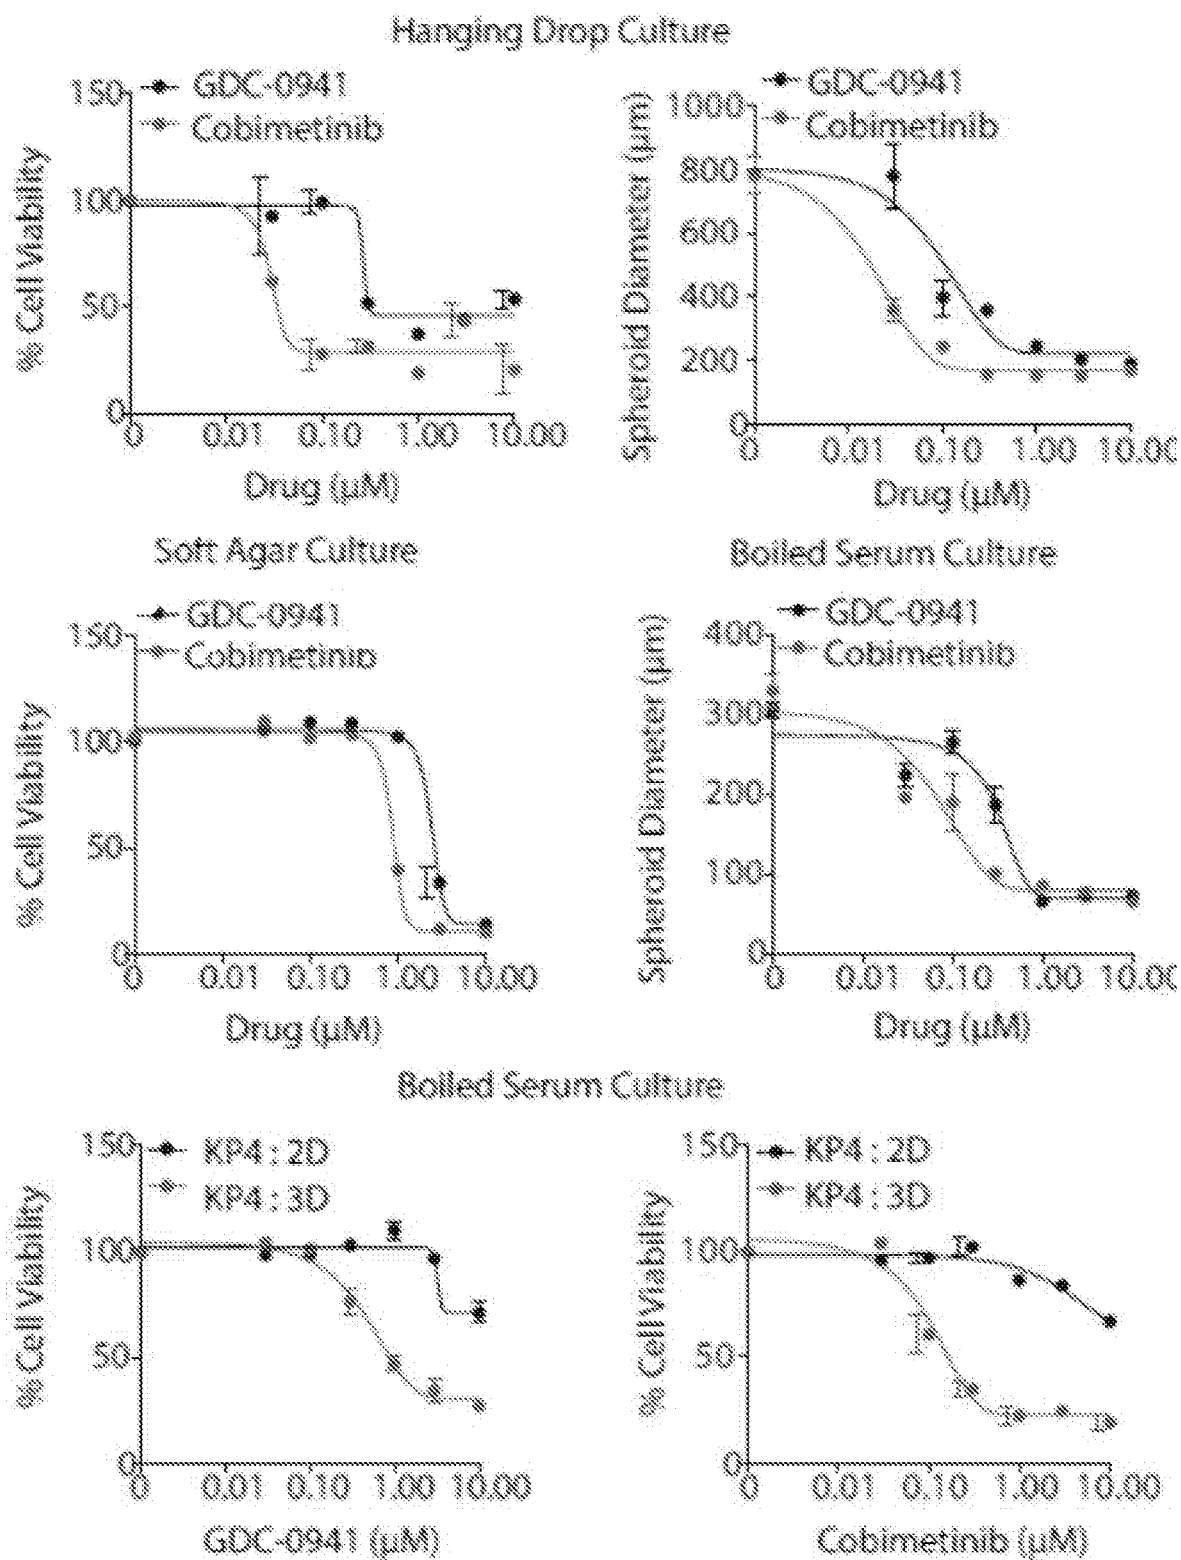 Hanging Drop Culture
GDC-0941
Cobimetinib
150
100
50
0
% Cell Viability
0 0.01 0.10 1.00 10.00
Drug (µM)
GDC-0941
Cobimetinib
1000
800
600
400
200
0
Spheroid Diameter (µm)
0.01 0.10 1.00 10.00
Drug (µM)
Soft Agar Culture
GDC-0941
Cobimetinib
150
100
50
0
% Cell Viability
0 0.01 0.10 1.00 10.00
Drug (µM)
Boiled Serum Culture
GDC-0941
Cobimetinib
400
300
200
100
0
Spheroid Diameter (µm)
0 0.01 0.10 1.00 10.00
Drug (µM)
Boiled Serum Culture
KP4 : 2D
KP4 : 3D
150
100
50
0
% Cell Viability
0 0.01 0.10 1.00 10.00
GDC-0941 (µM)
KP4 : 2D
KP4 : 3D
150
100
50
0
% Cell Viability
0 0.01 0.10 1.00 10.00
Cobimetinib (µM)